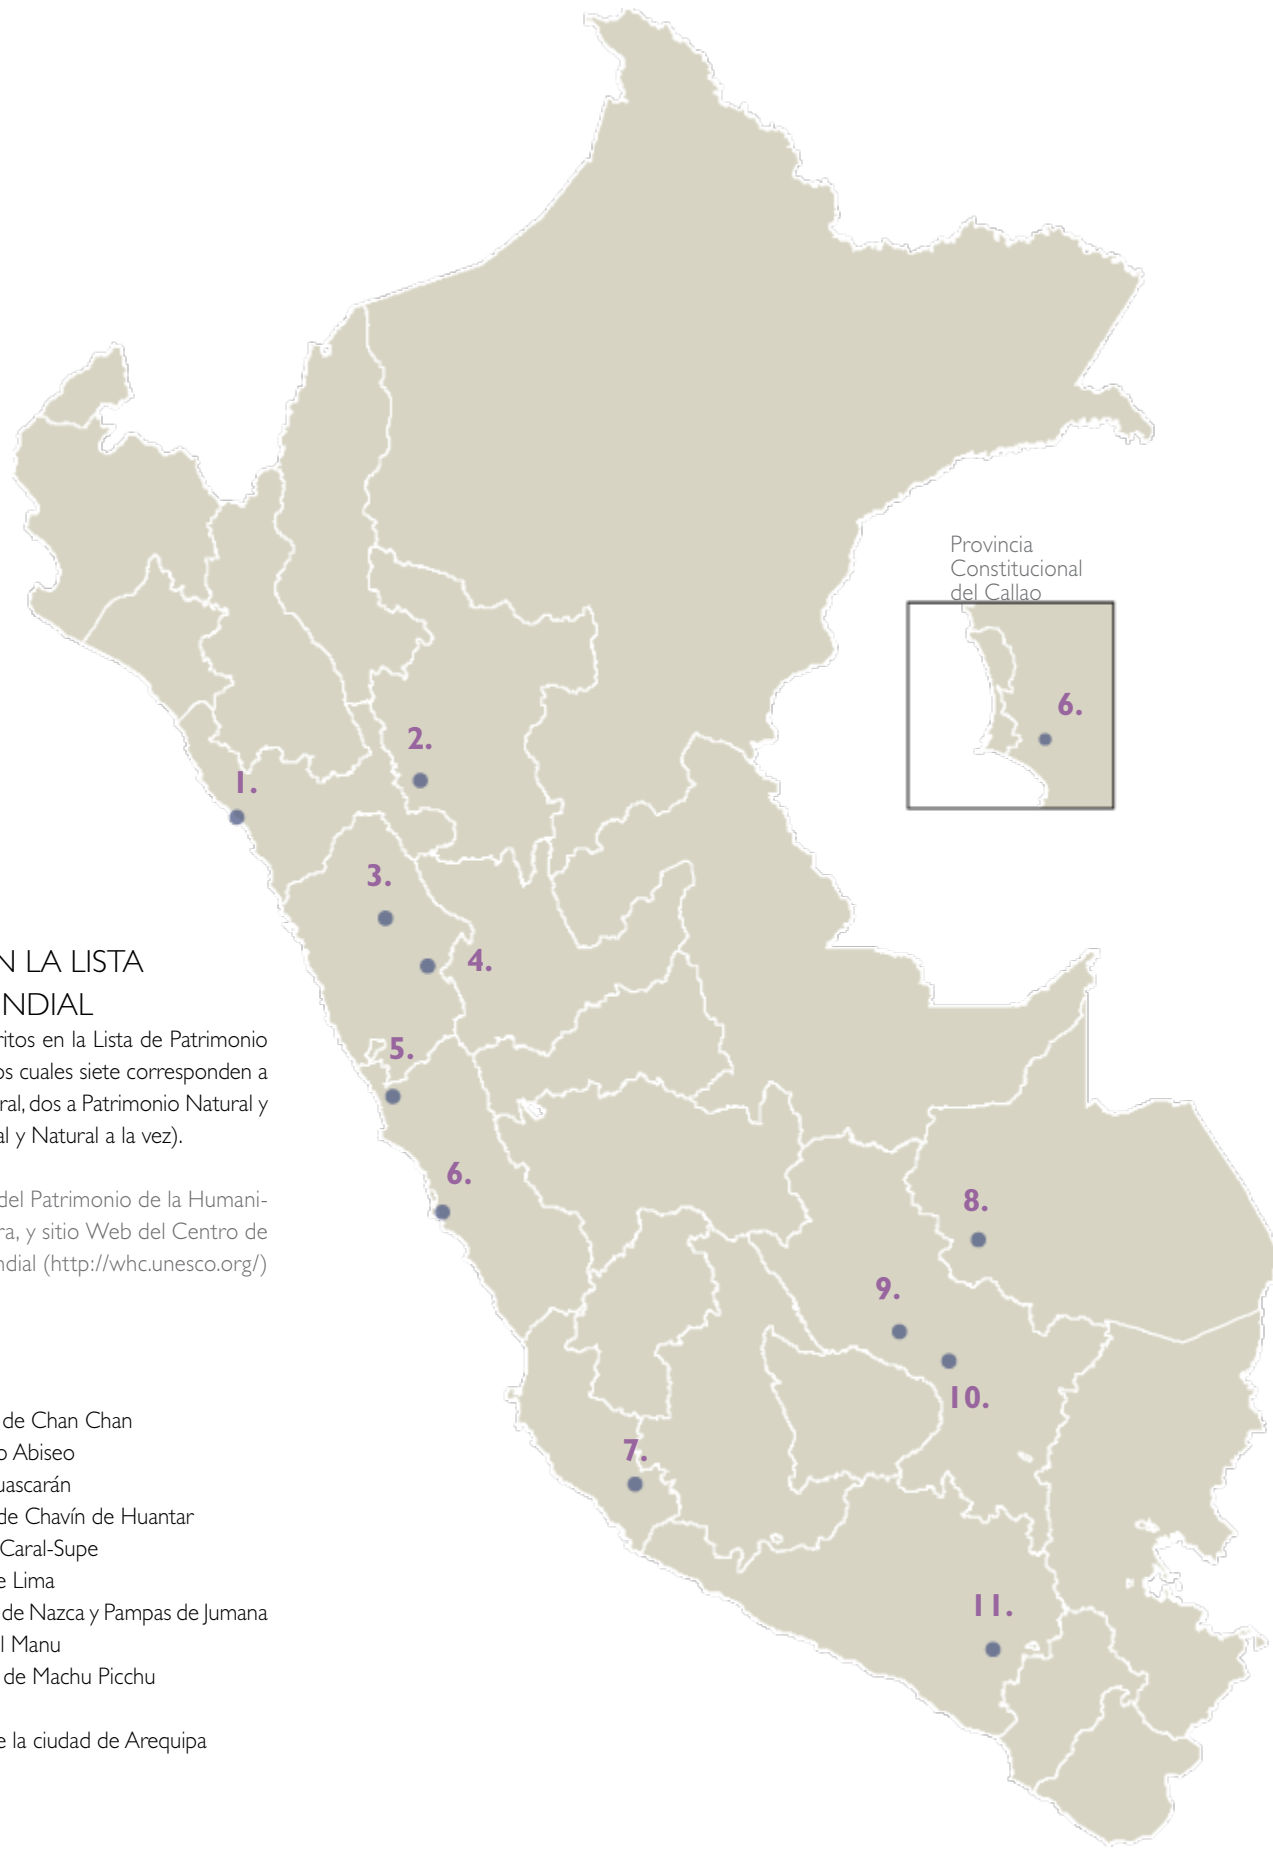 Provincia
Constitucional
del Callao
6.
1.
2.
3.
4.
5.
6.
7.
8.
9.
10.
11.
N LA LISTA
NDIAL
ritos en la Lista de Patrimonio
os cuales siete corresponden a
ral, dos a Patrimonio Natural y
al y Natural a la vez).
del Patrimonio de la Humani-
ra, y sitio Web del Centro de
ndial (http://whc.unesco.org/)
de Chan Chan
o Abiseo
uascarán
de Chavín de Huantar
Caral-Supe
e Lima
de Nazca y Pampas de Jumana
l Manu
de Machu Picchu
e la ciudad de Arequipa